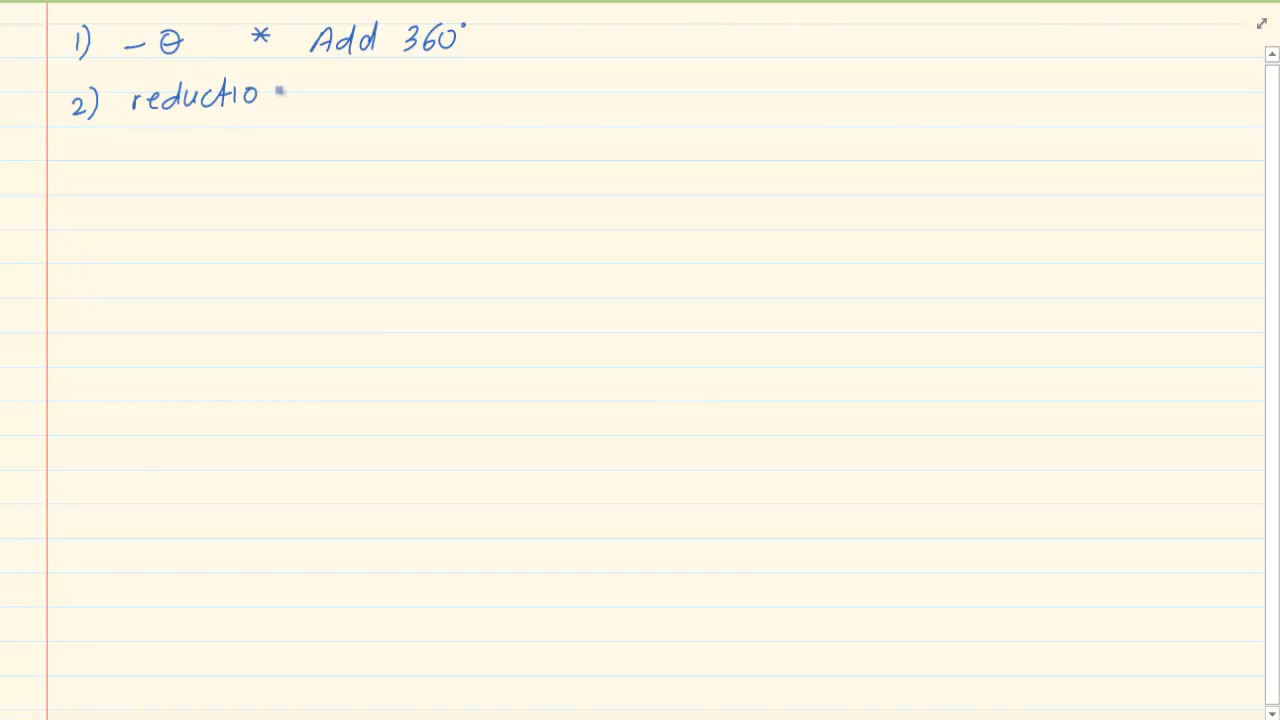 1) - θ * Add 360°
2) reductio